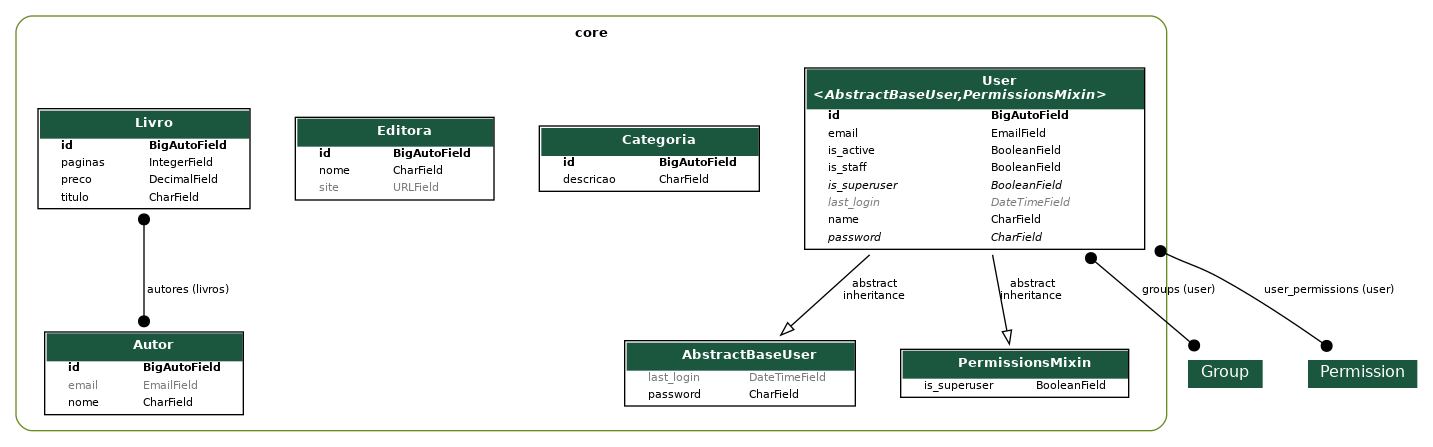 core
Livro
id BigAutoField
paginas IntegerField
preco DecimalField
titulo CharField
Editora
id BigAutoField
nome CharField
site URLField
Categoria
id BigAutoField
descricao CharField
User
<AbstractBaseUser,PermissionsMixin>
id BigAutoField
email EmailField
is_active BooleanField
is_staff BooleanField
is_superuser BooleanField
last_login DateTimeField
name CharField
password CharField
autores (livros)
abstract
inheritance
abstract
inheritance
groups (user)
user_permissions (user)
Autor
id BigAutoField
email EmailField
nome CharField
AbstractBaseUser
last_login DateTimeField
password CharField
PermissionsMixin
is_superuser BooleanField
Group
Permission